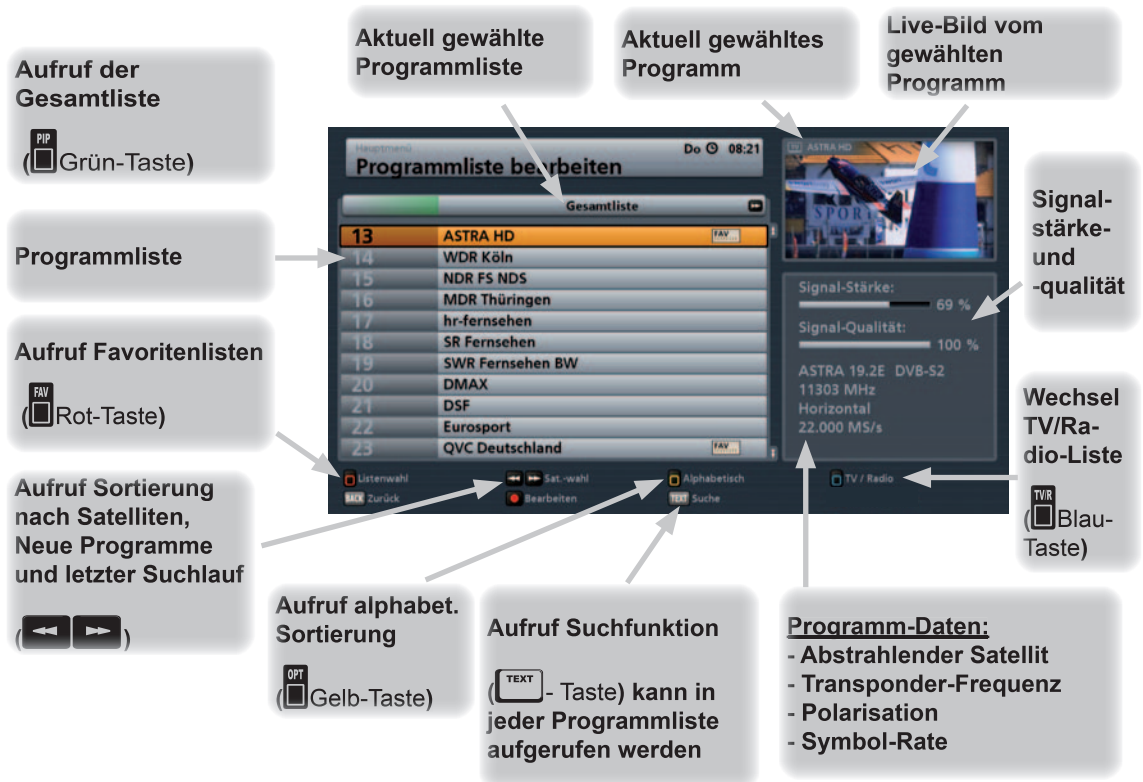 Aktuell gewählte
Programmliste
Aktuell gewähltes
Programm
Live-Bild vom
gewählten
Programm
Aufruf der
Gesamtliste
(PIP Grün-Taste)
Programmliste
Aufruf Favoritenlisten
(FAV Rot-Taste)
Aufruf Sortierung
nach Satelliten,
Neue Programme
und letzter Suchlauf
(◄◄ ►►)
Hauptmenü
Programmliste bearbeiten
Do 08:21
Gesamtliste
13 ASTRA HD FAV...
14 WDR Köln
15 NDR FS NDS
16 MDR Thüringen
17 hr-fernsehen
18 SR Fernsehen
19 SWR Fernsehen BW
20 DMAX
21 DSF
22 Eurosport
23 QVC Deutschland FAV...
Listenwahl
Sat.-wahl
Alphabetisch
TV / Radio
BACK Zurück
Bearbeiten
TEXT Suche
ASTRA HD
SPORT
Signal-Stärke:
69 %
Signal-Qualität:
100 %
ASTRA 19.2E DVB-S2
11303 MHz
Horizontal
22.000 MS/s
Signal-
stärke-
und
-qualität
Wechsel
TV/Ra-
dio-Liste
(TV/R Blau-
Taste)
Aufruf alphabet.
Sortierung
(OPT Gelb-Taste)
Aufruf Suchfunktion
(TEXT - Taste) kann in
jeder Programmliste
aufgerufen werden
Programm-Daten:
- Abstrahlender Satellit
- Transponder-Frequenz
- Polarisation
- Symbol-Rate